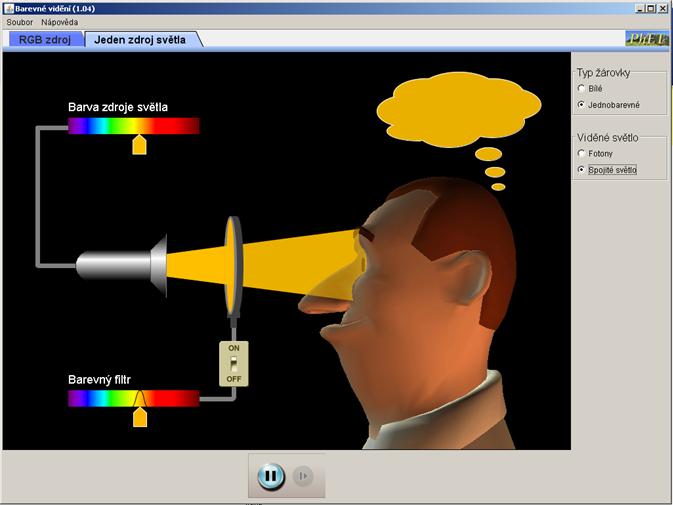 Barevné vidění (1.04)
Soubor Nápověda
RGB zdroj Jeden zdroj světla
PhET
Typ žárovky
Bílé
Jednobarevné
Viděné světlo
Fotony
Spojité světlo
Barva zdroje světla
ON
OFF
Barevný filtr